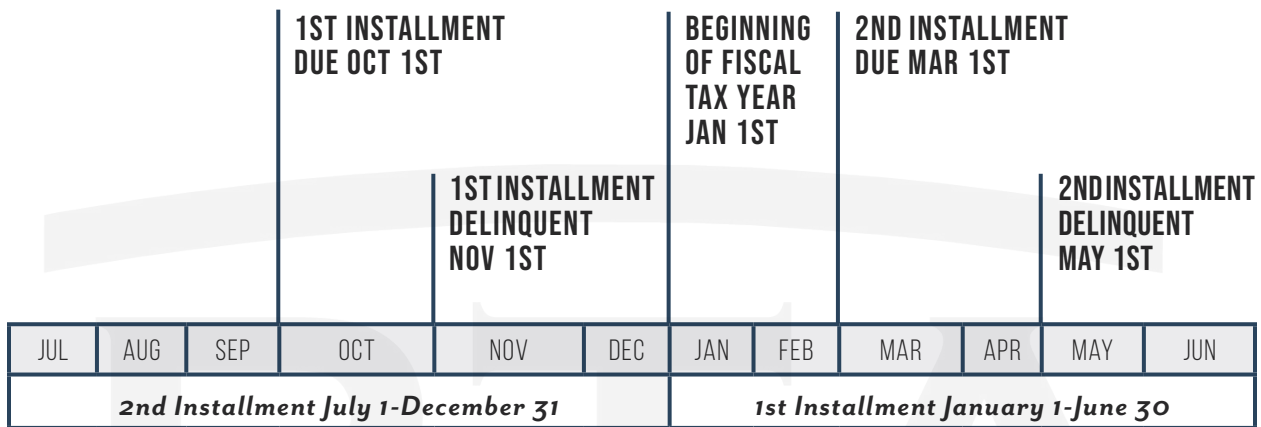 1ST INSTALLMENT
DUE OCT 1ST
BEGINNING
OF FISCAL
TAX YEAR
JAN 1ST
2ND INSTALLMENT
DUE MAR 1ST
1ST INSTALLMENT
DELINQUENT
NOV 1ST
2ND INSTALLMENT
DELINQUENT
MAY 1ST
JUL AUG SEP OCT NOV DEC JAN FEB MAR APR MAY JUN
2nd Installment July 1-December 31 1st Installment January 1-June 30